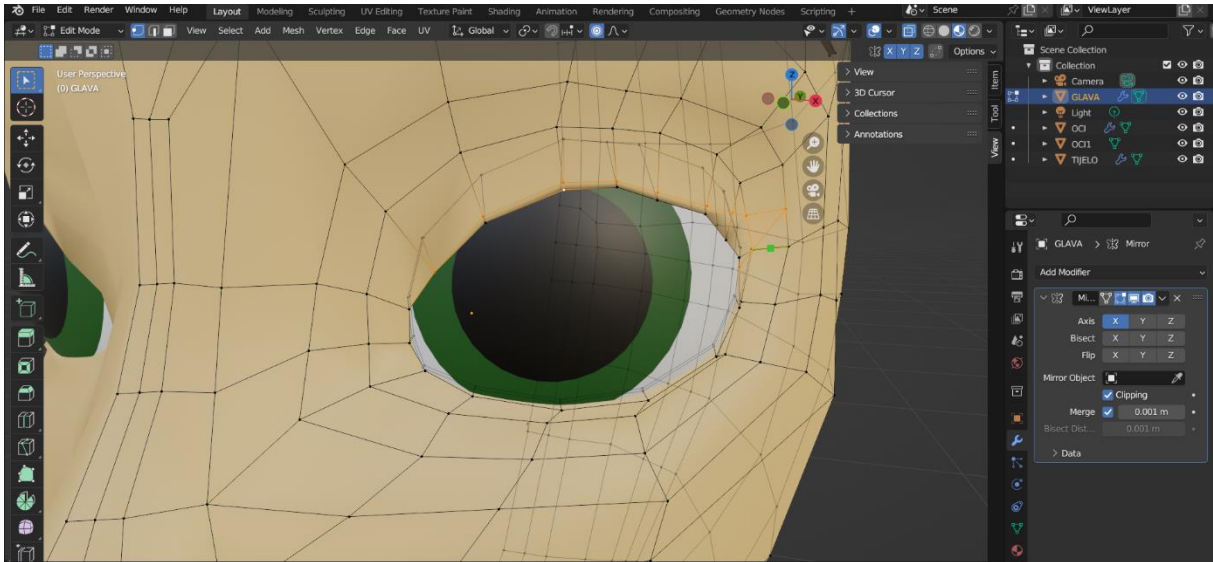 File Edit Render Window Help Layout Modeling Sculpting UV Editing Texture Paint Shading Animation Rendering Compositing Geometry Nodes Scripting + Scene ViewLayer
Edit Mode View Select Add Mesh Vertex Edge Face UV Global
X Y Z Options
User Perspective
(0) GLAVA
Z
Y
X
View
3D Cursor
Collections
Annotations
Item
Tool
View
Scene Collection
Collection
Camera
GLAVA
Light
OCI
OCI1
TIJELO
GLAVA > Mirror
Add Modifier
Mi...
Axis X Y Z
Bisect X Y Z
Flip X Y Z
Mirror Object
Clipping
Merge 0.001 m
Bisect Dist... 0.001 m
Data